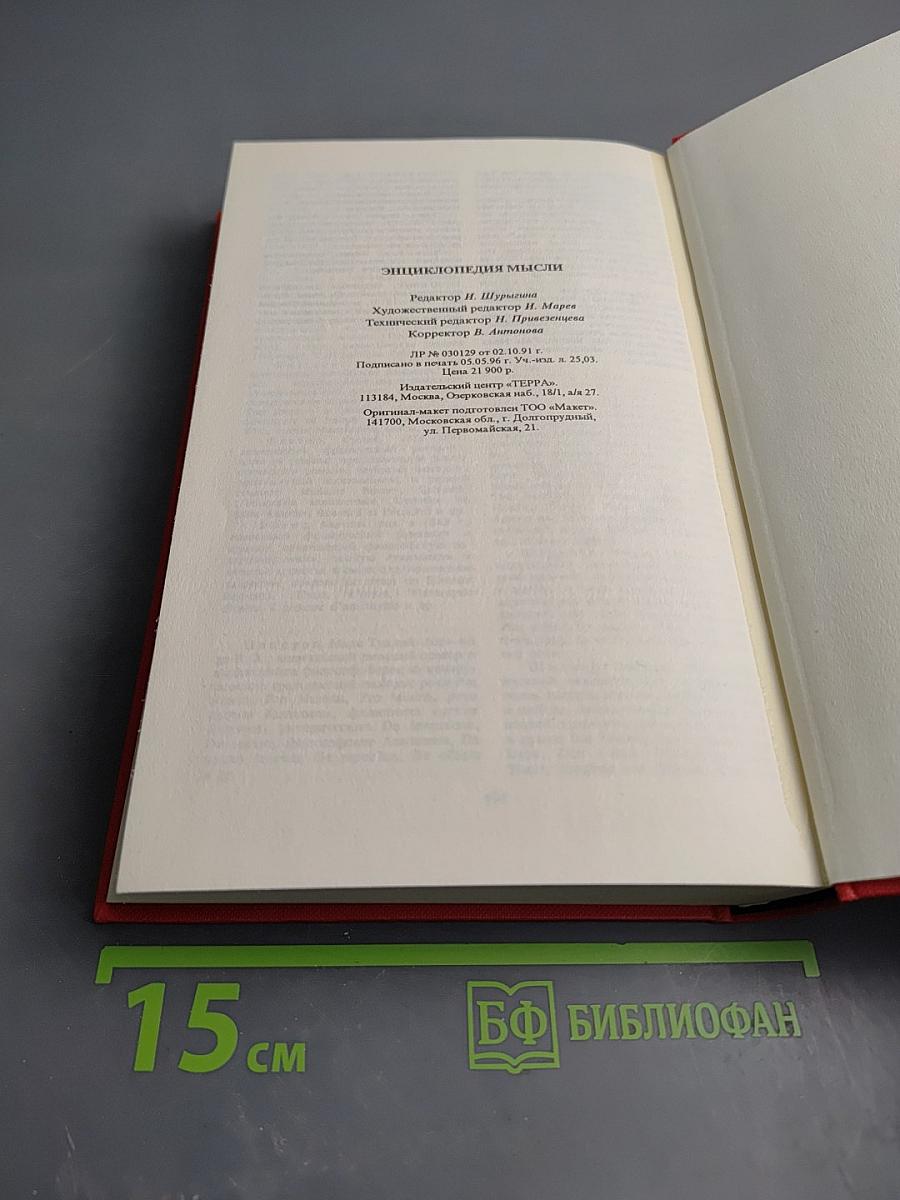 ЭНЦИКЛОПЕДИЯ МЫСЛИ
Редактор И. Шурыгина
Художественный редактор И. Марев
Технический редактор Н. Привезенцева
Корректор В. Антонова
ЛР № 030129 от 02.10.91 г.
Подписано в печать 05.05.96 г. Уч.-изд. л. 25,03.
Цена 21 900 р.
Издательский центр «ТЕРРА».
113184, Москва, Озерковская наб., 18/1, а/я 27.
Оригинал-макет подготовлен ТОО «Макет».
141700, Московская обл., г. Долгопрудный,
ул. Первомайская, 21.
15 см
БФ БИБЛИОФАН